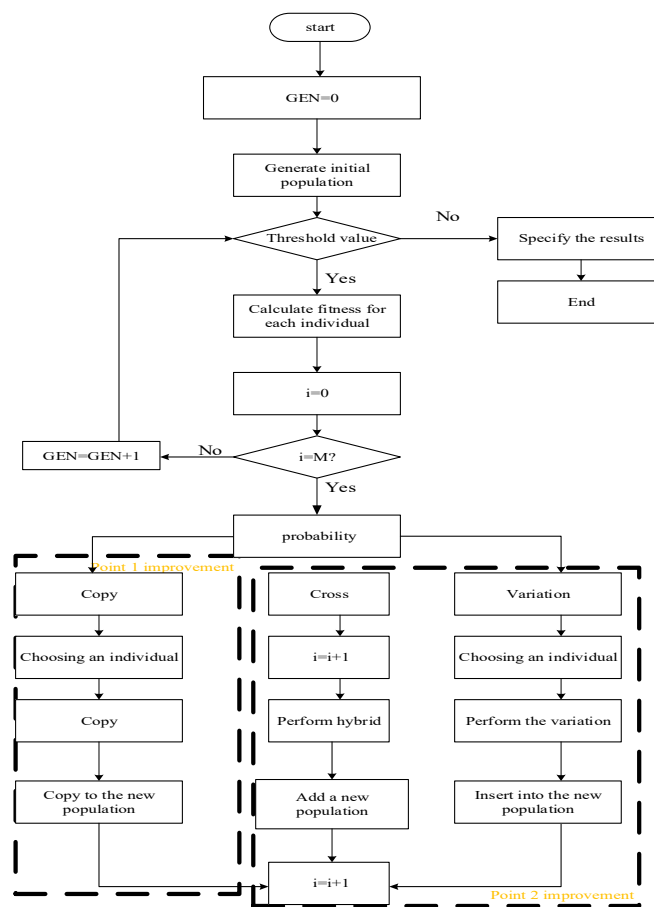 start
GEN=0
Generate initial
population
Threshold value
No
Specify the results
End
Yes
Calculate fitness for
each individual
i=0
i=M?
No
GEN=GEN+1
Yes
probability
Point 1 improvement
Copy
Choosing an individual
Copy
Copy to the new
population
Cross
i=i+1
Perform hybrid
Add a new
population
i=i+1
Variation
Choosing an individual
Perform the variation
Insert into the new
population
Point 2 improvement